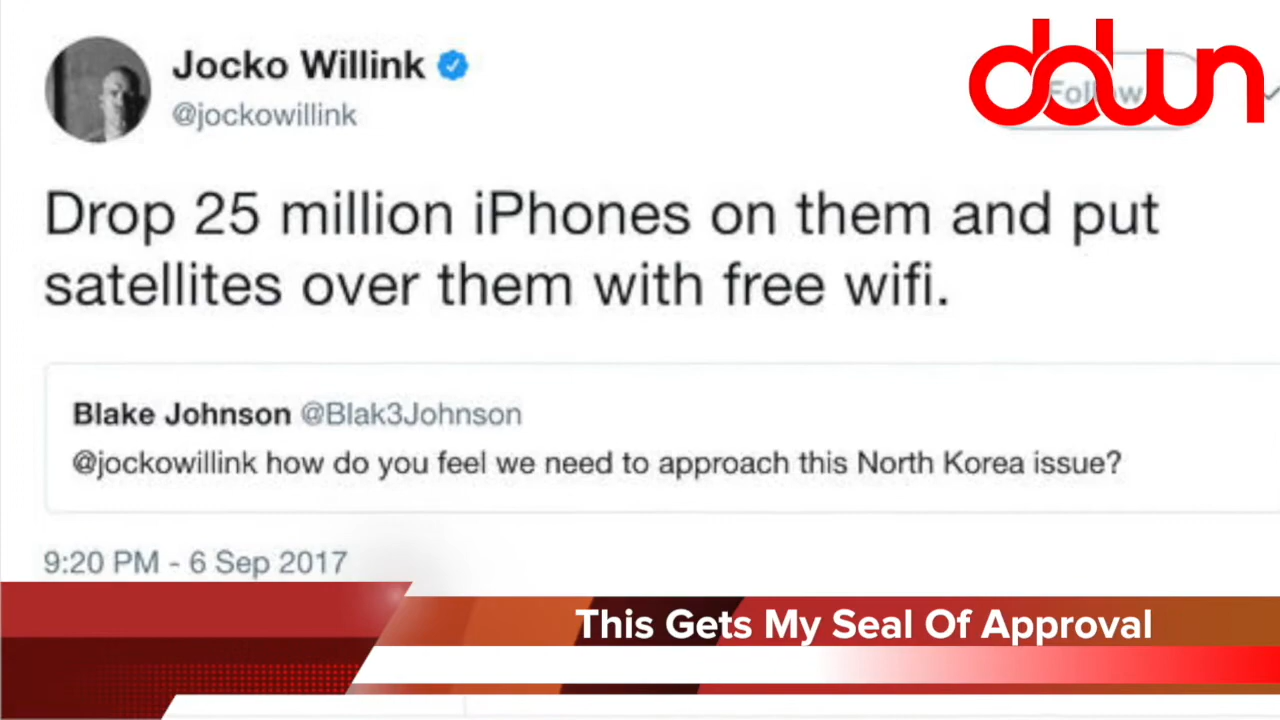 Jocko Willink
@jockowillink
down
Follow
Drop 25 million iPhones on them and put
satellites over them with free wifi.
Blake Johnson @Blak3Johnson
@jockowillink how do you feel we need to approach this North Korea issue?
9:20 PM - 6 Sep 2017
This Gets My Seal Of Approval